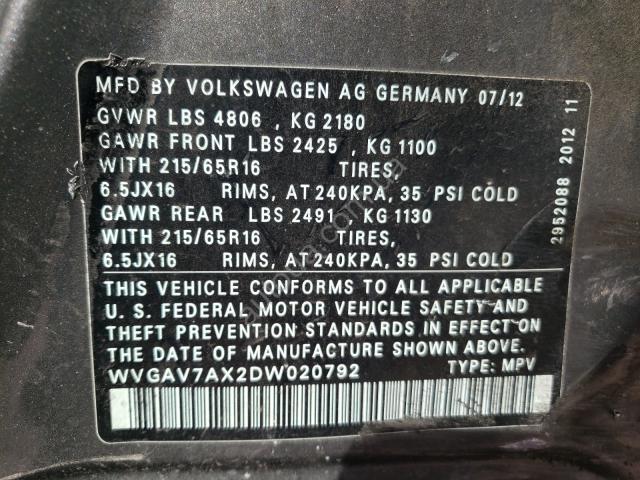 MFD BY VOLKSWAGEN AG GERMANY 07/12
GVWR LBS 4806 , KG 2180
GAWR FRONT LBS 2425 , KG 1100
WITH 215/65R16 TIRES,
6.5JX16 RIMS, AT 240KPA, 35 PSI COLD
GAWR REAR LBS 2491 KG 1130
WITH 215/65R16 TIRES,
6.5JX16 RIMS, AT 240KPA, 35 PSI COLD
THIS VEHICLE CONFORMS TO ALL APPLICABLE
U. S. FEDERAL MOTOR VEHICLE SAFETY AND
THEFT PREVENTION STANDARDS IN EFFECT ON
THE DATE OF MANUFACTURE SHOWN ABOVE.
WVGAV7AX2DW020792 TYPE: MPV
2952088 2012 11